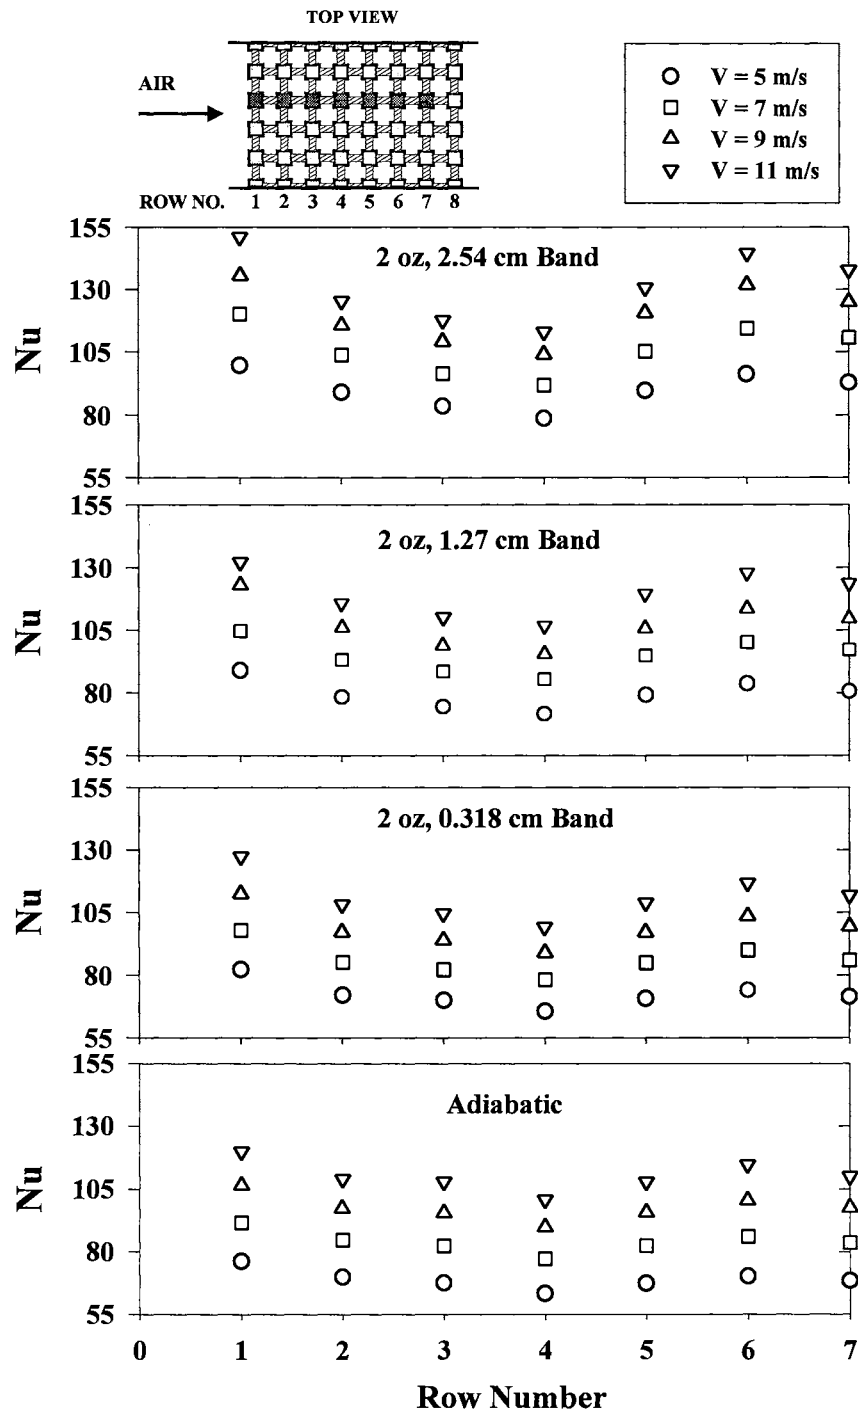 TOP VIEW
AIR
ROW NO. 1 2 3 4 5 6 7 8
V = 5 m/s
V = 7 m/s
V = 9 m/s
V = 11 m/s
2 oz, 2.54 cm Band
155
130
105
80
55
Nu
2 oz, 1.27 cm Band
155
130
105
80
55
Nu
2 oz, 0.318 cm Band
155
130
105
80
55
Nu
Adiabatic
155
130
105
80
55
Nu
0 1 2 3 4 5 6 7
Row Number